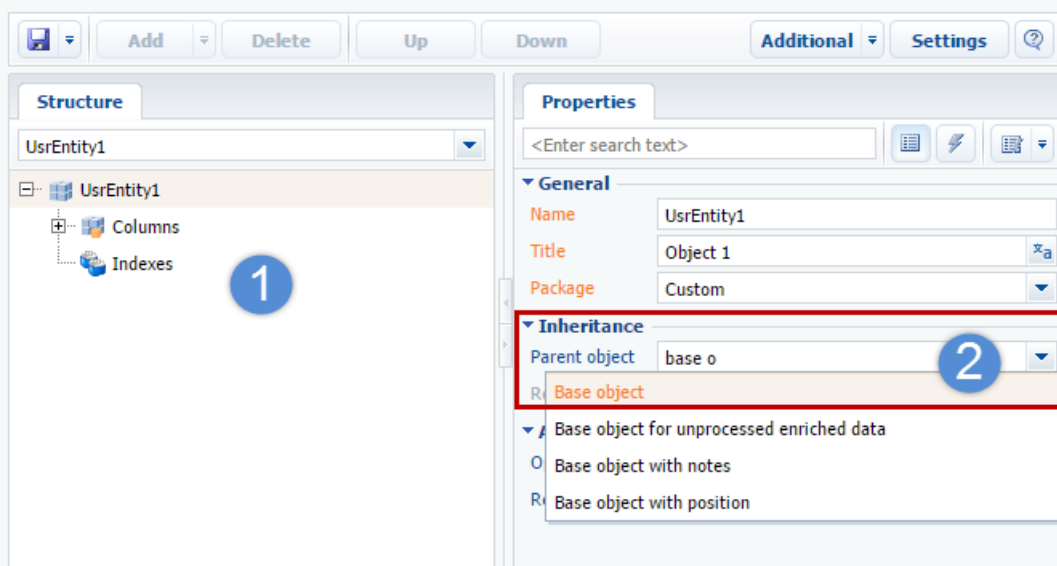 Add Delete Up Down Additional Settings
Structure
UsrEntity1
UsrEntity1
Columns
Indexes
1
Properties
<Enter search text>
General
Name UsrEntity1
Title Object 1
Package Custom
Inheritance
Parent object base o
2
Base object
Base object for unprocessed enriched data
Base object with notes
Base object with position